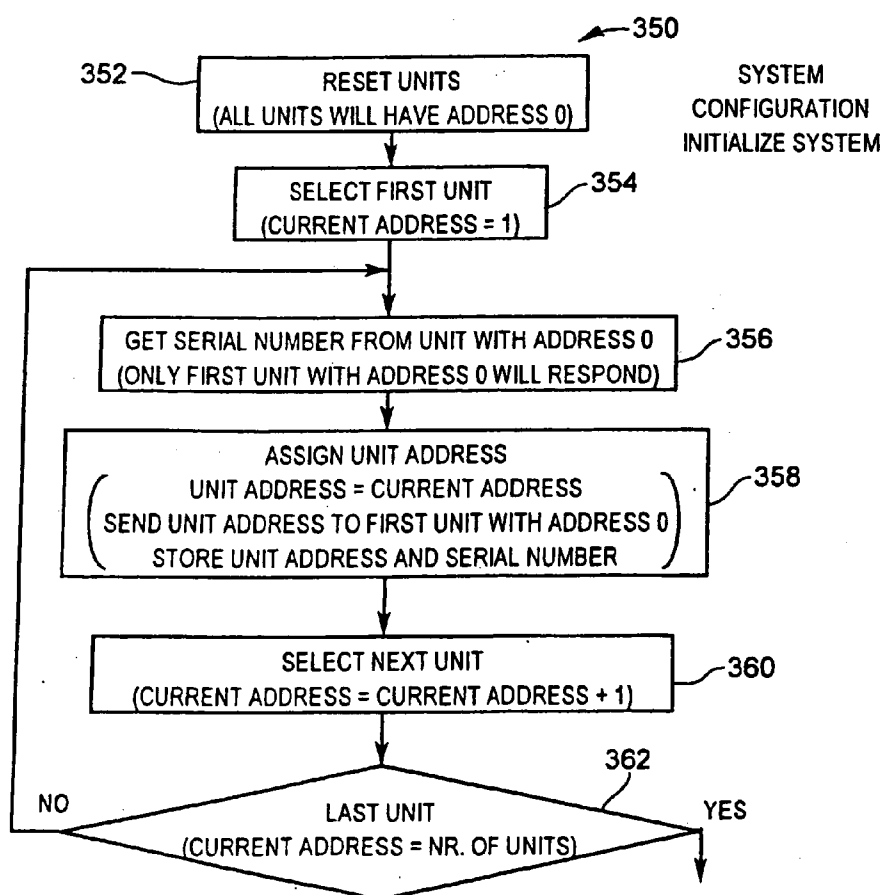 350
352
RESET UNITS
(ALL UNITS WILL HAVE ADDRESS 0)
SYSTEM
CONFIGURATION
INITIALIZE SYSTEM
SELECT FIRST UNIT
(CURRENT ADDRESS = 1)
354
GET SERIAL NUMBER FROM UNIT WITH ADDRESS 0
(ONLY FIRST UNIT WITH ADDRESS 0 WILL RESPOND)
356
ASSIGN UNIT ADDRESS
(UNIT ADDRESS = CURRENT ADDRESS
SEND UNIT ADDRESS TO FIRST UNIT WITH ADDRESS 0
STORE UNIT ADDRESS AND SERIAL NUMBER)
358
SELECT NEXT UNIT
(CURRENT ADDRESS = CURRENT ADDRESS + 1)
360
362
NO
LAST UNIT
(CURRENT ADDRESS = NR. OF UNITS)
YES